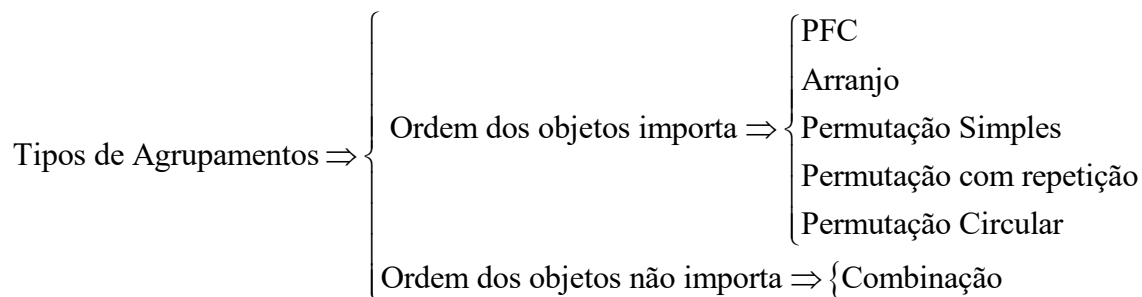 Tipos de Agrupamentos ⇒
Ordem dos objetos importa ⇒
PFC
Arranjo
Permutação Simples
Permutação com repetição
Permutação Circular
Ordem dos objetos não importa ⇒ {Combinação